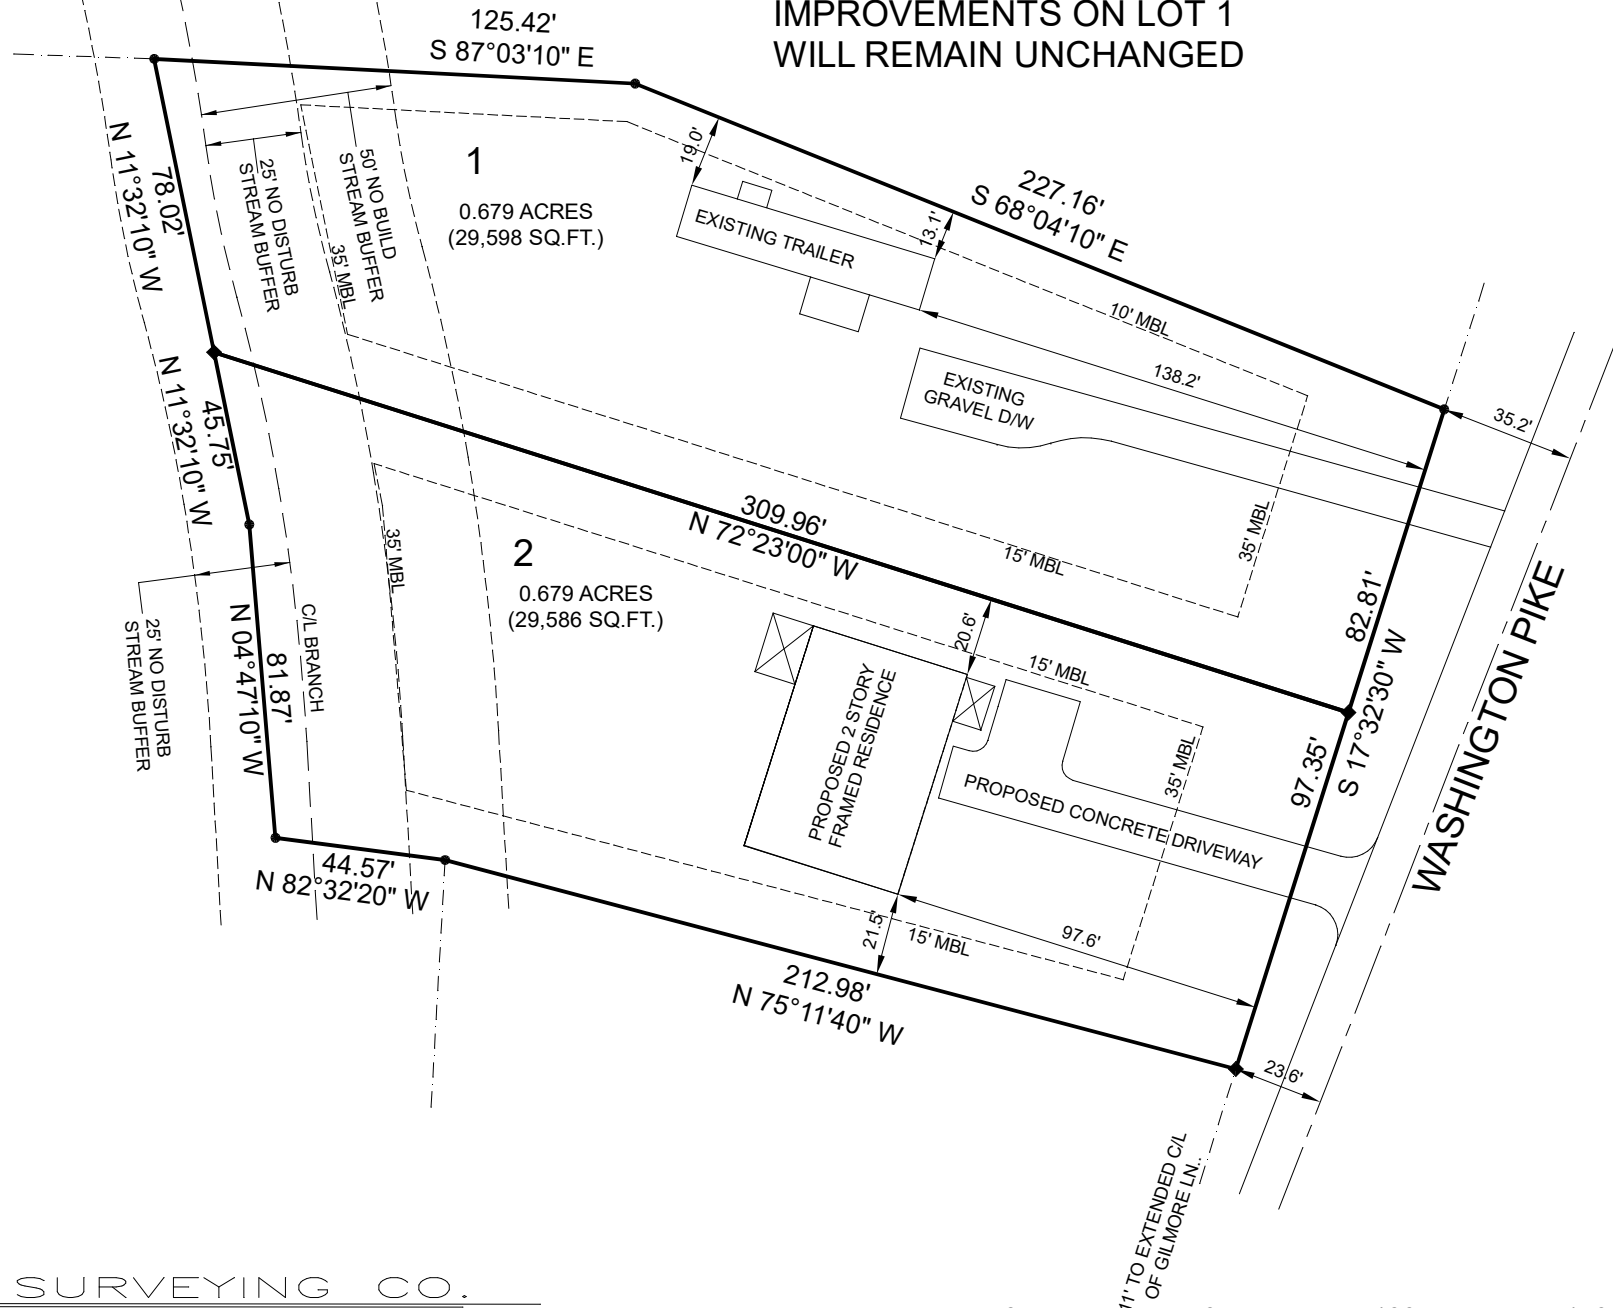 IMPROVEMENTS ON LOT 1
WILL REMAIN UNCHANGED
125.42'
S 87°03'10" E
N 11°32'10" W
78.02'
25' NO DISTURB
STREAM BUFFER
50' NO BUILD
STREAM BUFFER
35' MBL
1
0.679 ACRES
(29,598 SQ.FT.)
19.0'
EXISTING TRAILER
13.1'
227.16'
S 68°04'10" E
10' MBL
138.2'
EXISTING
GRAVEL D/W
35.2'
35' MBL
N 11°32'10" W
45.75'
309.96'
N 72°23'00" W
15' MBL
82.81'
S 17°32'30" W
97.35'
WASHINGTON PIKE
35' MBL
2
0.679 ACRES
(29,586 SQ.FT.)
20.6'
15' MBL
35' MBL
PROPOSED 2 STORY
FRAMED RESIDENCE
PROPOSED CONCRETE DRIVEWAY
25' NO DISTURB
STREAM BUFFER
N 04°47'10" W
81.87'
C/L BRANCH
44.57'
N 82°32'20" W
21.5'
15' MBL
97.6'
212.98'
N 75°11'40" W
23.6'
11' TO EXTENDED C/L
OF GILMORE LN..
SURVEYING CO.